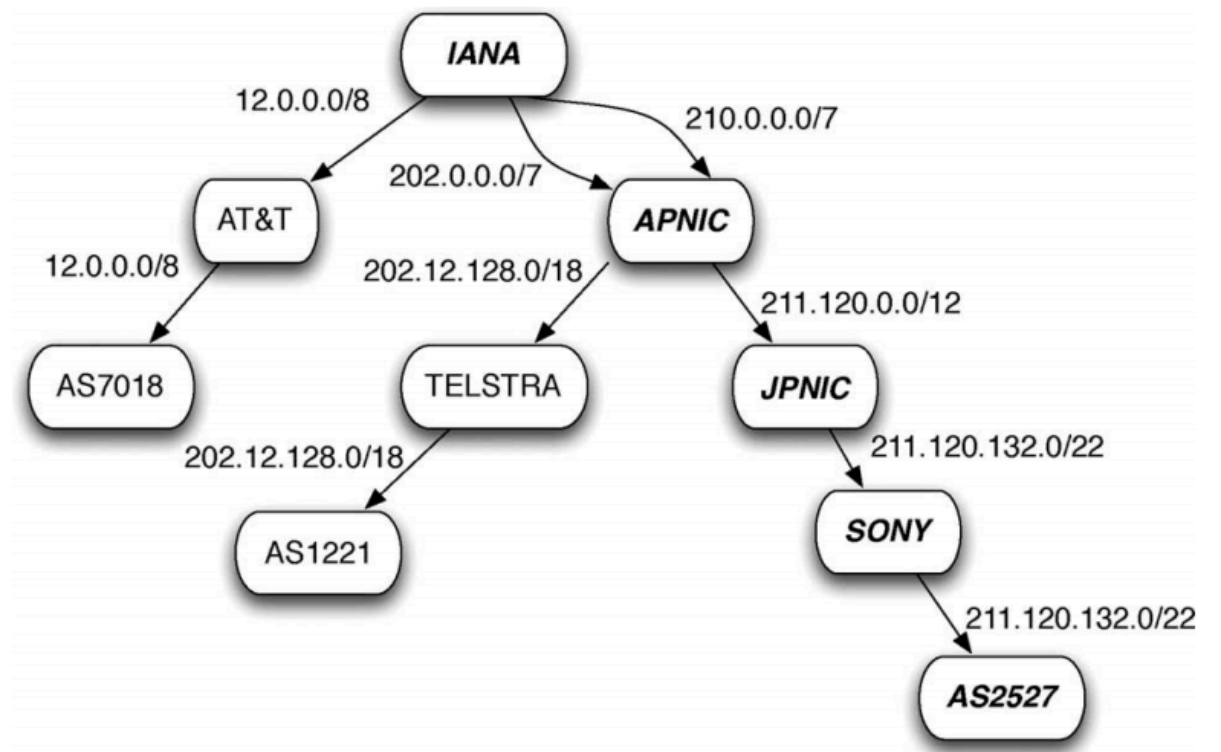 IANA
12.0.0.0/8
210.0.0.0/7
202.0.0.0/7
AT&T
APNIC
12.0.0.0/8
202.12.128.0/18
211.120.0.0/12
AS7018
TELSTRA
JPNIC
202.12.128.0/18
211.120.132.0/22
SONY
AS1221
211.120.132.0/22
AS2527